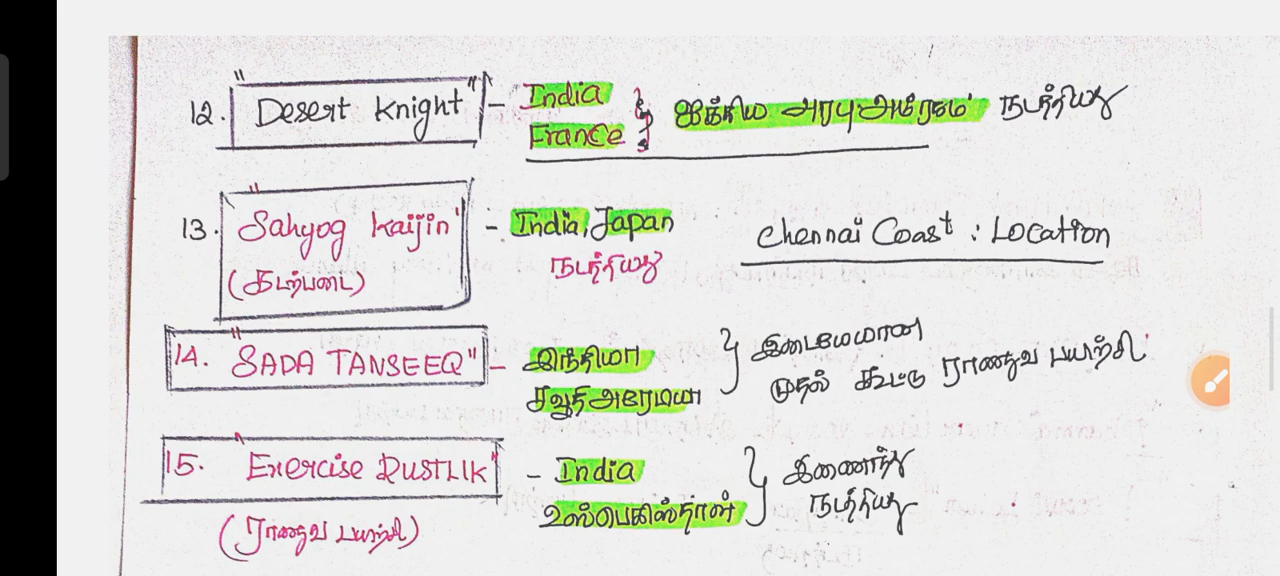 12. "Desert Knight" - India
France } ஐக்கிய அரபு அமீரகம் நடத்தியது
13. "Sahyog Kaijin" - India, Japan
(கடற்படை) நடத்தியது
Chennai Coast : Location
14. "SADA TANSEEQ" - இந்தியா
சவூதி அரேபியா } இடையேயான
முதல் கூட்டு ராணுவ பயற்சி
15. "Exercise DUSTLIK" - India
(ராணுவ பயற்சி) உஸ்பெகிஸ்தான் } இணைந்து
நடத்தியது